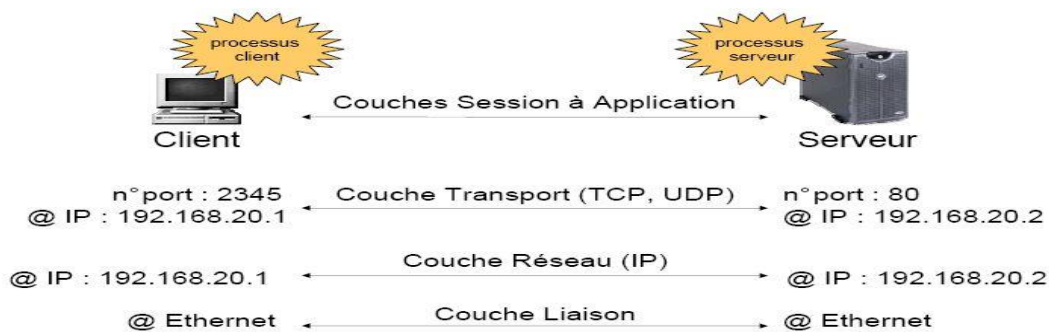 processus
client
processus
serveur
Couches Session à Application
Client
Serveur
n°port : 2345
Couche Transport (TCP, UDP)
n°port : 80
@ IP : 192.168.20.1
@ IP : 192.168.20.2
Couche Réseau (IP)
@ IP : 192.168.20.1
@ IP : 192.168.20.2
Couche Liaison
@ Ethernet
@ Ethernet